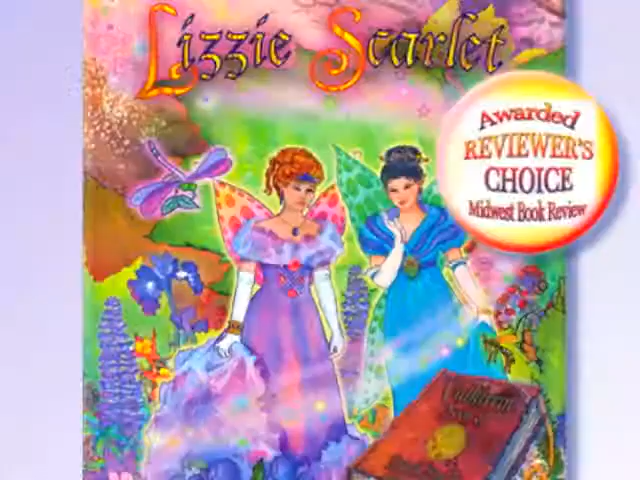 Lizzie Scarlet
Awarded
REVIEWER'S
CHOICE
Midwest Book Review